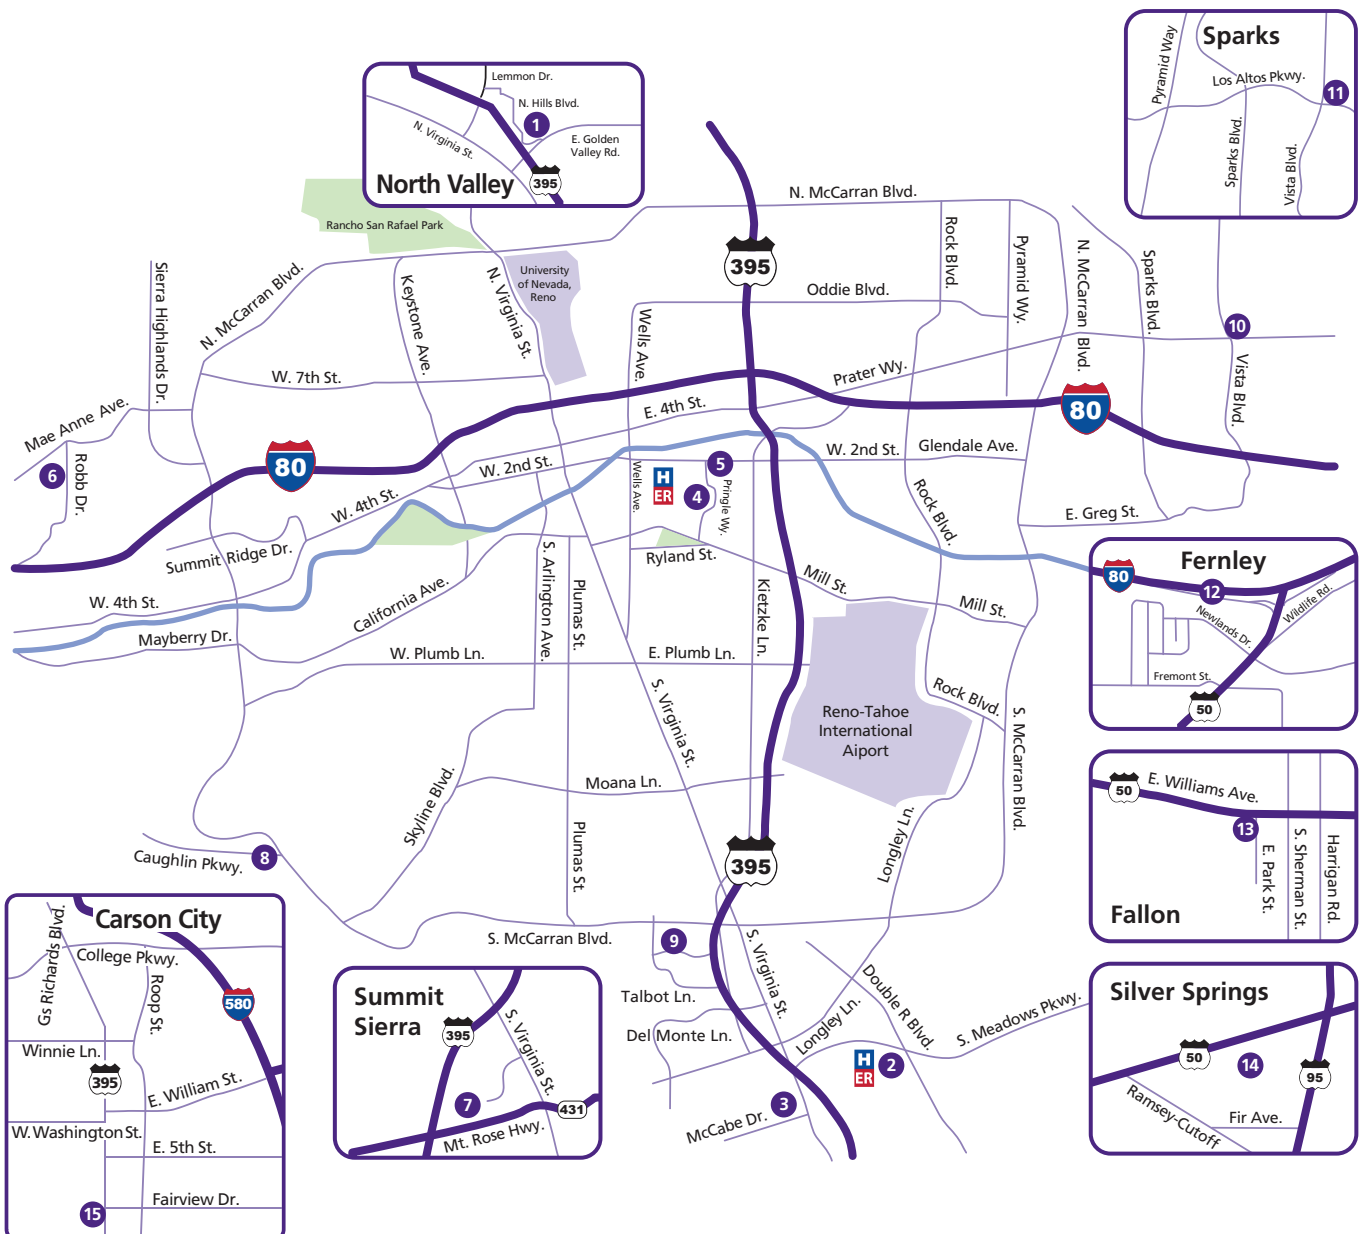 Sparks
Pyramid Way
Los Altos Pkwy.
11
Sparks Blvd.
Vista Blvd.
Lemmon Dr.
N. Hills Blvd.
1
N. Virginia St.
E. Golden
Valley Rd.
North Valley
395
N. McCarran Blvd.
Rancho San Rafael Park
395
University
of Nevada,
Reno
Sierra Highlands Dr.
N. McCarran Blvd.
Keystone Ave.
N. Virginia St.
Wells Ave.
Oddie Blvd.
Rock Blvd.
Pyramid Wy.
N. McCarran Blvd.
Sparks Blvd.
10
Vista Blvd.
W. 7th St.
Prater Wy.
E. 4th St.
80
Mae Anne Ave.
6
Robb Dr.
80
W. 2nd St.
W. 4th St.
Wells Ave.
H
ER
4
5
Pringle Wy.
W. 2nd St.
Glendale Ave.
Rock Blvd.
E. Greg St.
Summit Ridge Dr.
Ryland St.
Mill St.
Mill St.
W. 4th St.
Mayberry Dr.
California Ave.
S. Arlington Ave.
Plumas St.
Kietzke Ln.
W. Plumb Ln.
E. Plumb Ln.
Fernley
80
12
Newlands Dr.
Wildlife Rd.
Fremont St.
50
S. Virginia St.
Reno-Tahoe
International
Aiport
Rock Blvd.
S. McCarran Blvd.
Moana Ln.
Skyline Blvd.
Plumas St.
Longley Ln.
50
E. Williams Ave.
13
E. Park St.
S. Sherman St.
Harrigan Rd.
Fallon
Caughlin Pkwy.
8
395
S. McCarran Blvd.
9
Talbot Ln.
Del Monte Ln.
S. Virginia St.
Longley Ln.
Double R Blvd.
S. Meadows Pkwy.
H
ER
2
3
McCabe Dr.
Carson City
Gs Richards Blvd.
College Pkwy.
Roop St.
580
Winnie Ln.
395
E. William St.
W. Washington St.
E. 5th St.
Fairview Dr.
15
Summit
Sierra
395
S. Virginia St.
7
431
Mt. Rose Hwy.
Silver Springs
50
14
95
Ramsey-Cutoff
Fir Ave.